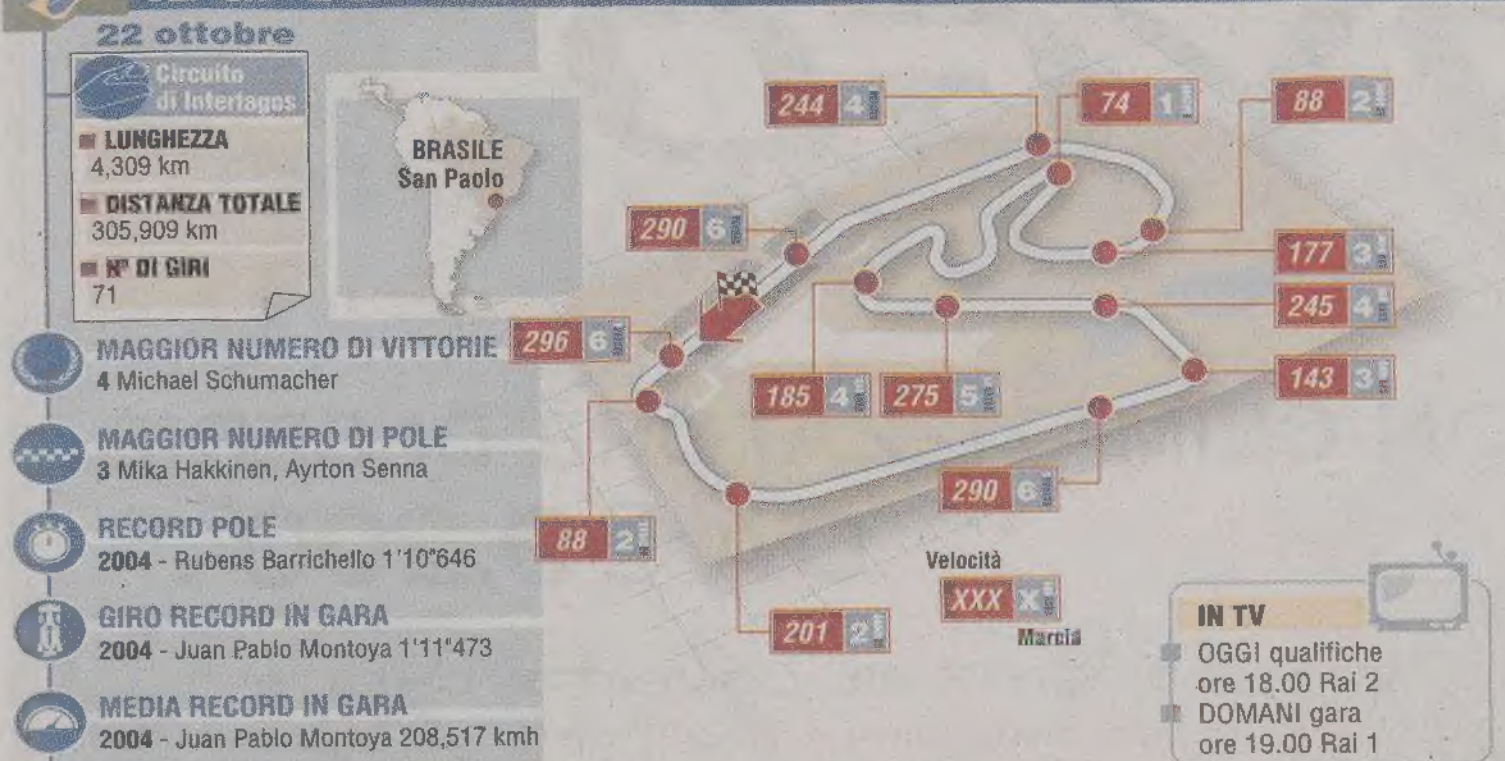 22 ottobre
Circuito
di Interlagos
LUNGHEZZA
4,309 km
DISTANZA TOTALE
305,909 km
N° DI GIRI
71
BRASILE
San Paolo
MAGGIOR NUMERO DI VITTORIE
4 Michael Schumacher
MAGGIOR NUMERO DI POLE
3 Mika Hakkinen, Ayrton Senna
RECORD POLE
2004 - Rubens Barrichello 1'10"646
GIRO RECORD IN GARA
2004 - Juan Pablo Montoya 1'11"473
MEDIA RECORD IN GARA
2004 - Juan Pablo Montoya 208,517 kmh
244 4
74 1
88 2
290 6
177 3
245 4
296 6
185 4
275 5
143 3
290 6
88 2
201 2
Velocità
XXX X
Marcia
IN TV
OGGI qualifiche
ore 18.00 Rai 2
DOMANI gara
ore 19.00 Rai 1